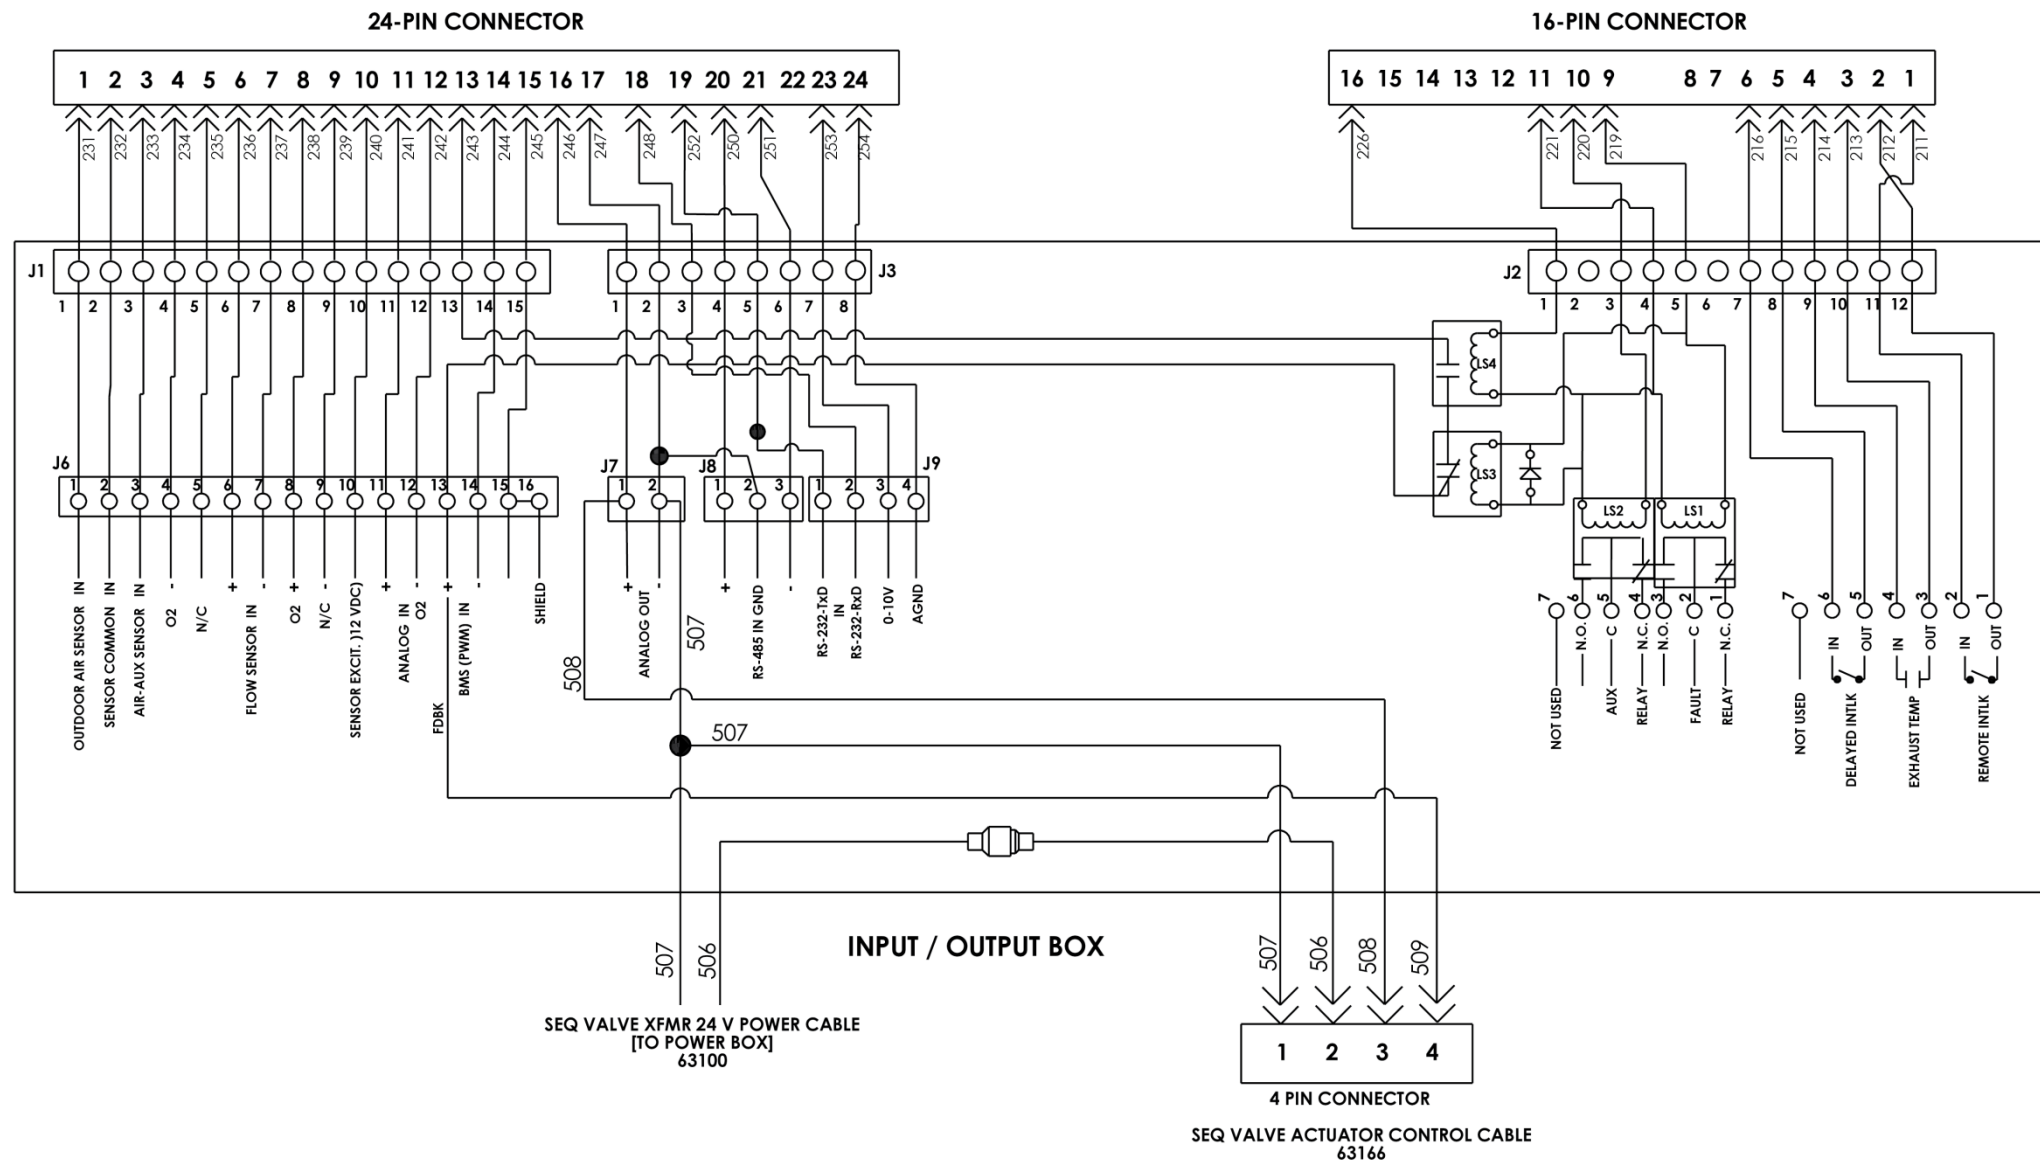 24-PIN CONNECTOR
16-PIN CONNECTOR
1 2 3 4 5 6 7 8 9 10 11 12 13 14 15 16 17 18 19 20 21 22 23 24
16 15 14 13 12 11 10 9 8 7 6 5 4 3 2 1
231 232 233 234 235 236 237 238 239 240 241 242 243 244 245 246 247 248 252 250 251 253 254
226 221 220 219 216 215 214 213 212 211
J1
J3
J2
1 2 3 4 5 6 7 8 9 10 11 12 13 14 15
1 2 3 4 5 6 7 8
1 2 3 4 5 6 7 8 9 10 11 12
LS4
LS3
J6
J7
J8
J9
1 2 3 4 5 6 7 8 9 10 11 12 13 14 15 16
1 2
1 2 3
1 2 3 4
LS2
LS1
OUTDOOR AIR SENSOR IN
SENSOR COMMON IN
AIR-AUX SENSOR IN
O2 -
N/C
+ FLOW SENSOR IN -
O2 +
N/C -
SENSOR EXCIT. )12 VDC)
+ ANALOG IN -
O2
FDBK
+ BMS (PWM) IN -
SHIELD
+ ANALOG OUT -
508
507
+ RS-485 IN GND -
RS-232-TxD
IN
RS-232-RxD
0-10V
AGND
7 6 5 4 3 2 1
NOT USED
N.O.
AUX C
RELAY N.C.
N.O.
FAULT C
RELAY N.C.
7 6 5 4 3 2 1
NOT USED
IN OUT
DELAYED INTLK
IN OUT
EXHAUST TEMP
IN OUT
REMOTE INTLK
507
INPUT / OUTPUT BOX
507 506
507 506 508 509
SEQ VALVE XFMR 24 V POWER CABLE
[TO POWER BOX]
63100
1 2 3 4
4 PIN CONNECTOR
SEQ VALVE ACTUATOR CONTROL CABLE
63166